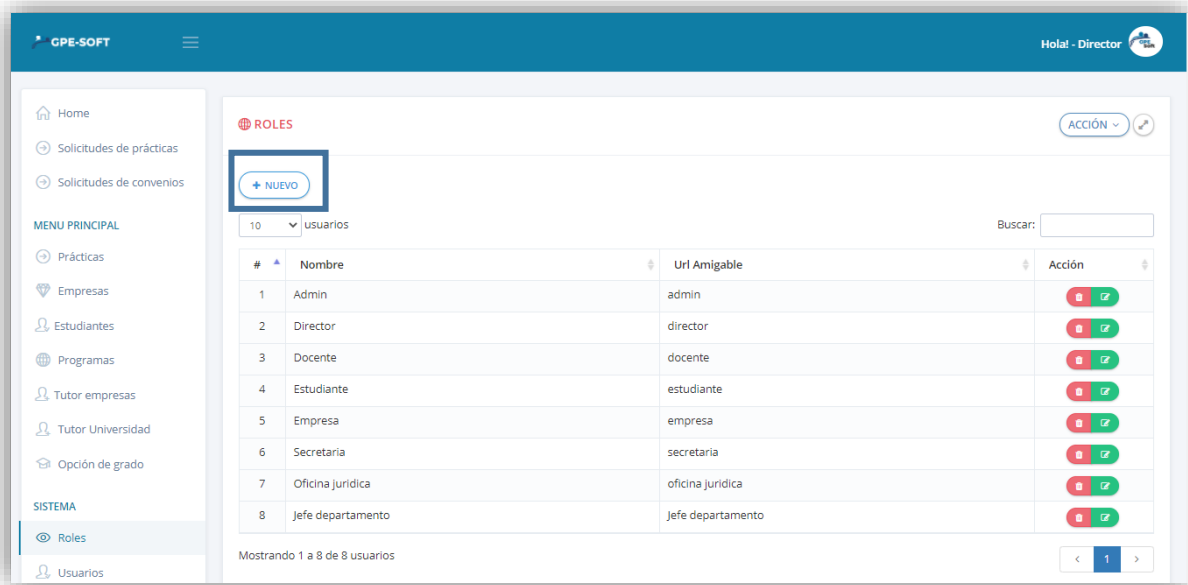 GPE-SOFT
Hola! - Director
GPE-SOFT
Home
Solicitudes de prácticas
Solicitudes de convenios
MENU PRINCIPAL
Prácticas
Empresas
Estudiantes
Programas
Tutor empresas
Tutor Universidad
Opción de grado
SISTEMA
Roles
Usuarios
ROLES
ACCIÓN
+ NUEVO
10 usuarios
Buscar:
# Nombre Url Amigable Acción
1 Admin admin
2 Director director
3 Docente docente
4 Estudiante estudiante
5 Empresa empresa
6 Secretaria secretaria
7 Oficina juridica oficina juridica
8 Jefe departamento Jefe departamento
Mostrando 1 a 8 de 8 usuarios
< 1 >